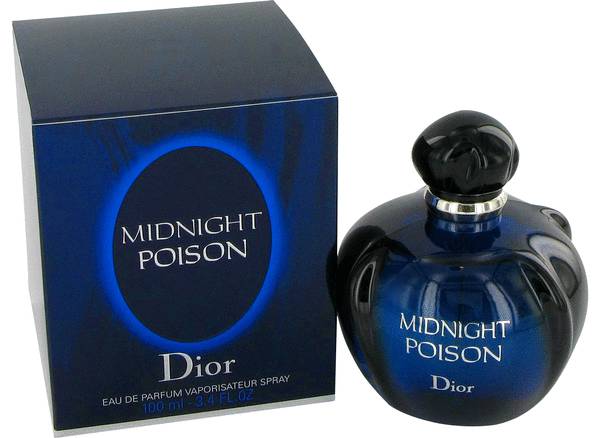 MIDNIGHT
POISON
Dior
EAU DE PARFUM VAPORISATEUR SPRAY
100 ml - 3.4 FL.OZ
MIDNIGHT
POISON
Dior